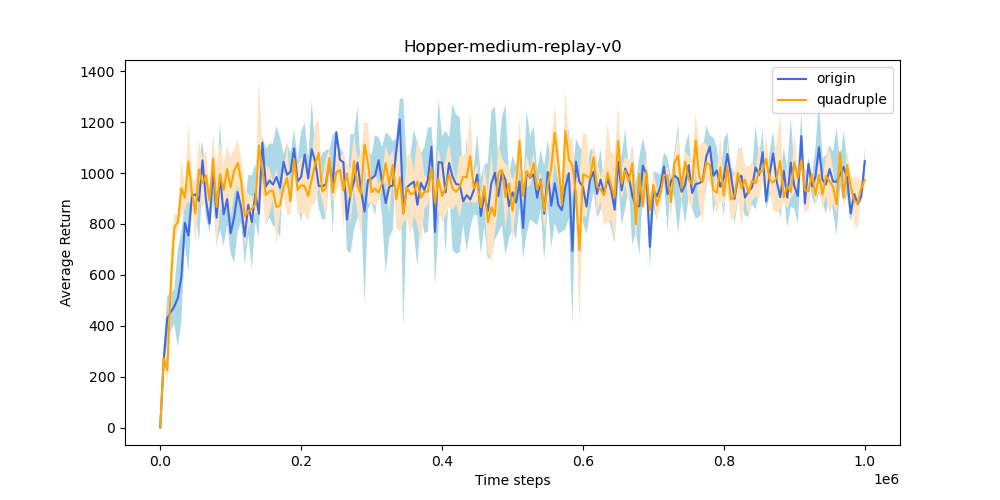 Hopper-medium-replay-v0
origin
quadruple
Average Return
1400
1200
1000
800
600
400
200
0
0.0 0.2 0.4 0.6 0.8 1.0
1e6
Time steps